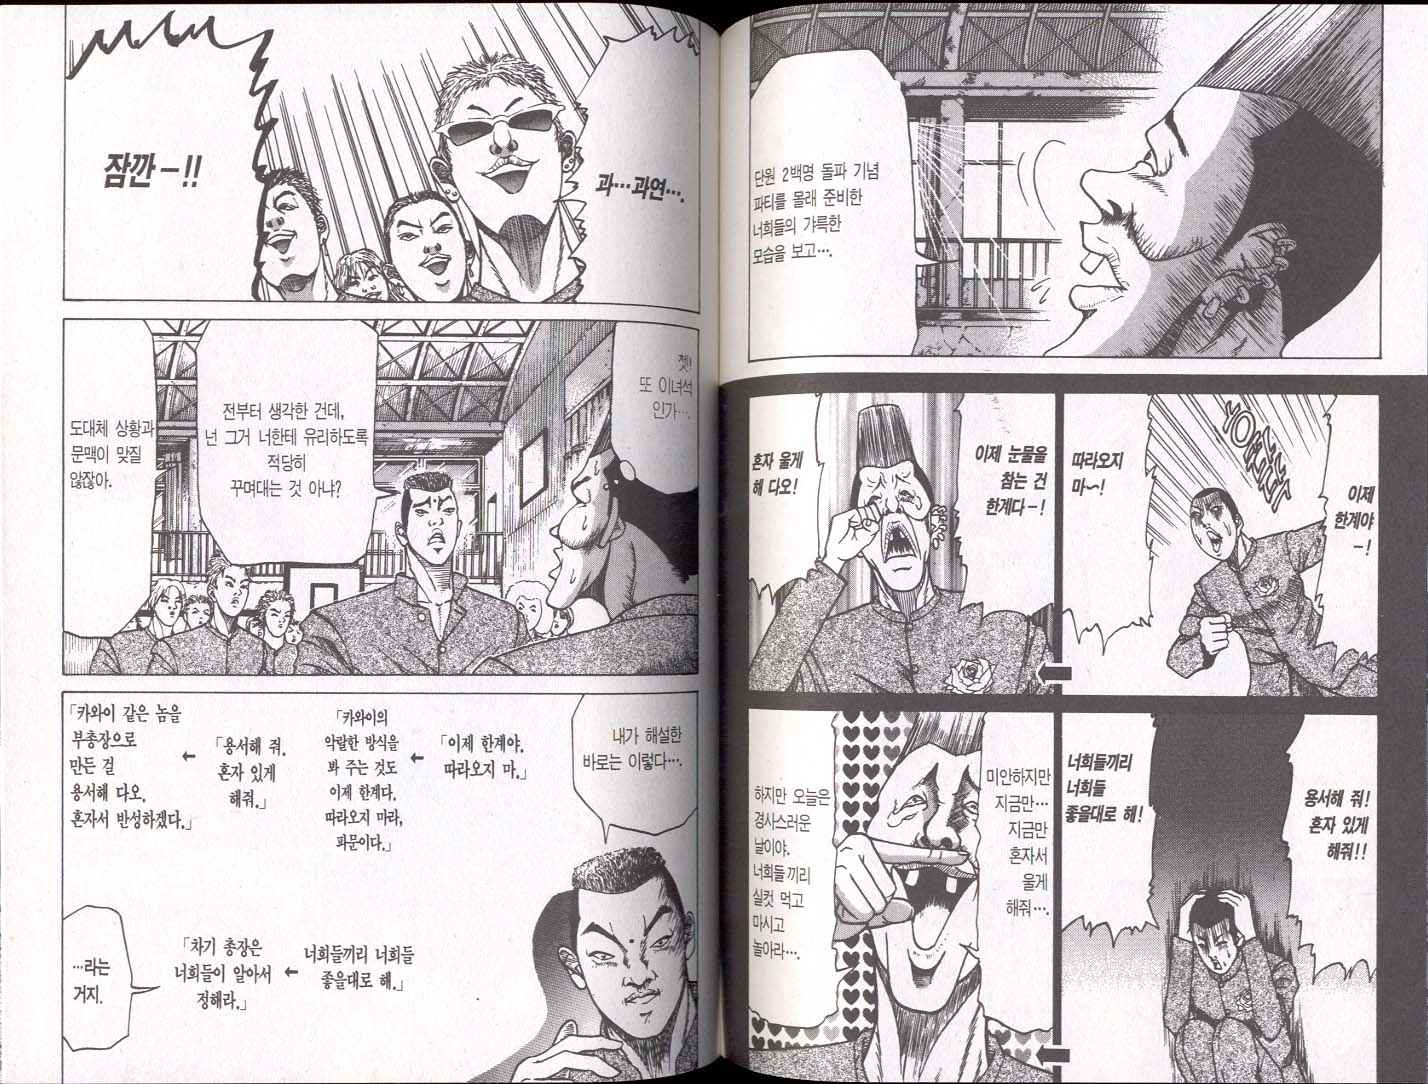 단원 2백명 돌파 기념
파티를 몰래 준비한
너희들의 갸륵한
모습을 보고….
이제
한계야
–!
따라오지
마~!
이제 눈물을
참는 건
한계다–!
혼자 울게
해 다오!
용서해 줘!
혼자 있게
해줘!!
너희들끼리
너희들
좋을대로 해!
미안하지만
지금만…
지금만
혼자서
울게
해줘….
하지만 오늘은
경사스러운
날이야.
너희들끼리
실컷 먹고
마시고
놀아라….
과…과연….
잠깐–!!
쳇!
또 이녀석
인가….
전부터 생각한 건데,
넌 그거 너한테 유리하도록
적당히
꾸며대는 것 아냐?
도대체 상황과
문맥이 맞질
않잖아.
내가 해설한
바로는 이렇다….
「이제 한계야.
따라오지 마.」
←
「카와이의
악랄한 방식을
봐 주는 것도
이제 한계다.
따라오지 마라,
파문이다.」
「용서해 줘.
혼자 있게
해줘.」
←
「카와이 같은 놈을
부총장으로
만든 걸
용서해 다오.
혼자서 반성하겠다.」
너희들끼리 너희들
좋을대로 해.」
←
「차기 총장은
너희들이 알아서
정해라.」
…라는
거지.